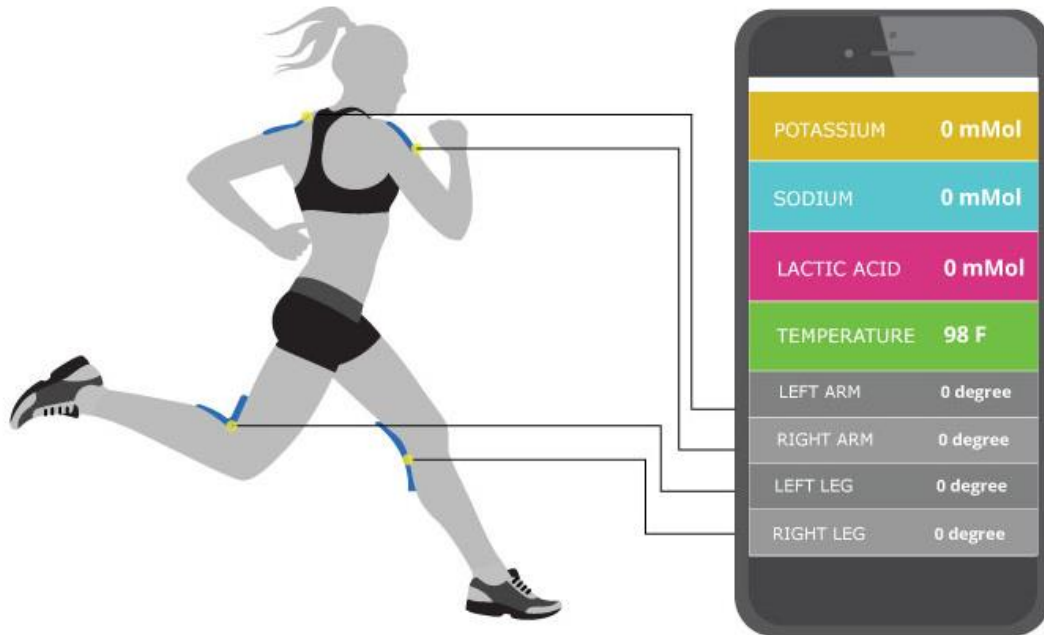 POTASSIUM 0 mMol
SODIUM 0 mMol
LACTIC ACID 0 mMol
TEMPERATURE 98 F
LEFT ARM 0 degree
RIGHT ARM 0 degree
LEFT LEG 0 degree
RIGHT LEG 0 degree